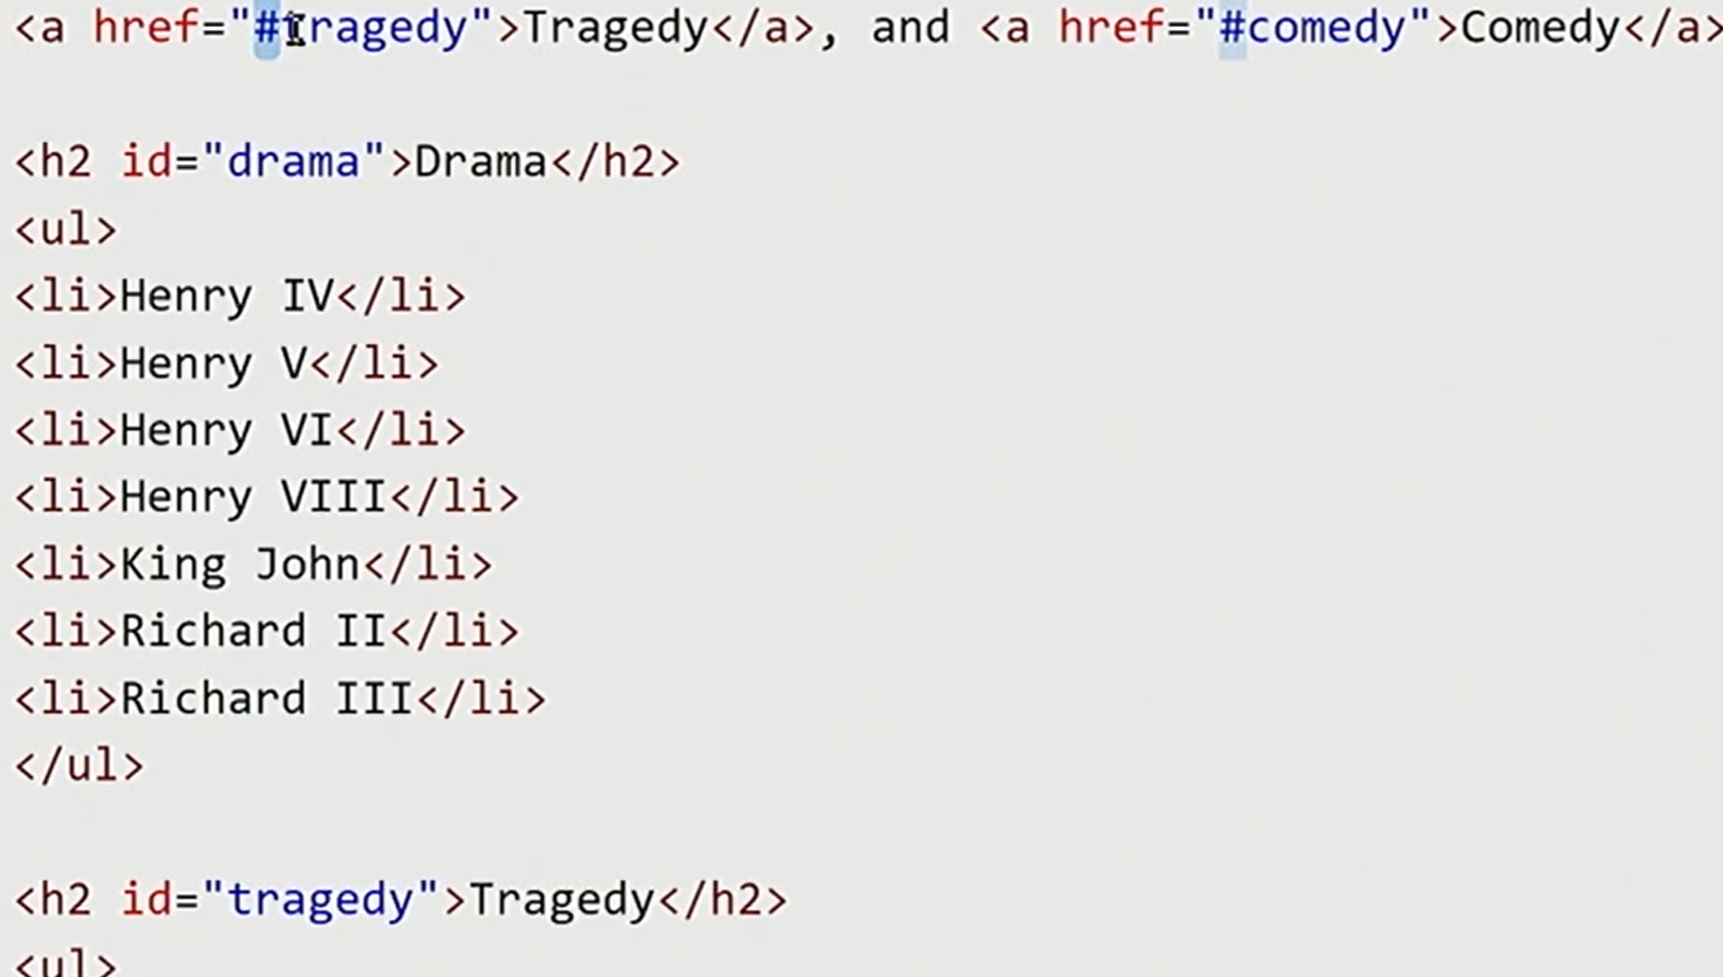 <a href="#tragedy">Tragedy</a>, and <a href="#comedy">Comedy</a>
<h2 id="drama">Drama</h2>
<ul>
<li>Henry IV</li>
<li>Henry V</li>
<li>Henry VI</li>
<li>Henry VIII</li>
<li>King John</li>
<li>Richard II</li>
<li>Richard III</li>
</ul>
<h2 id="tragedy">Tragedy</h2>
<ul>